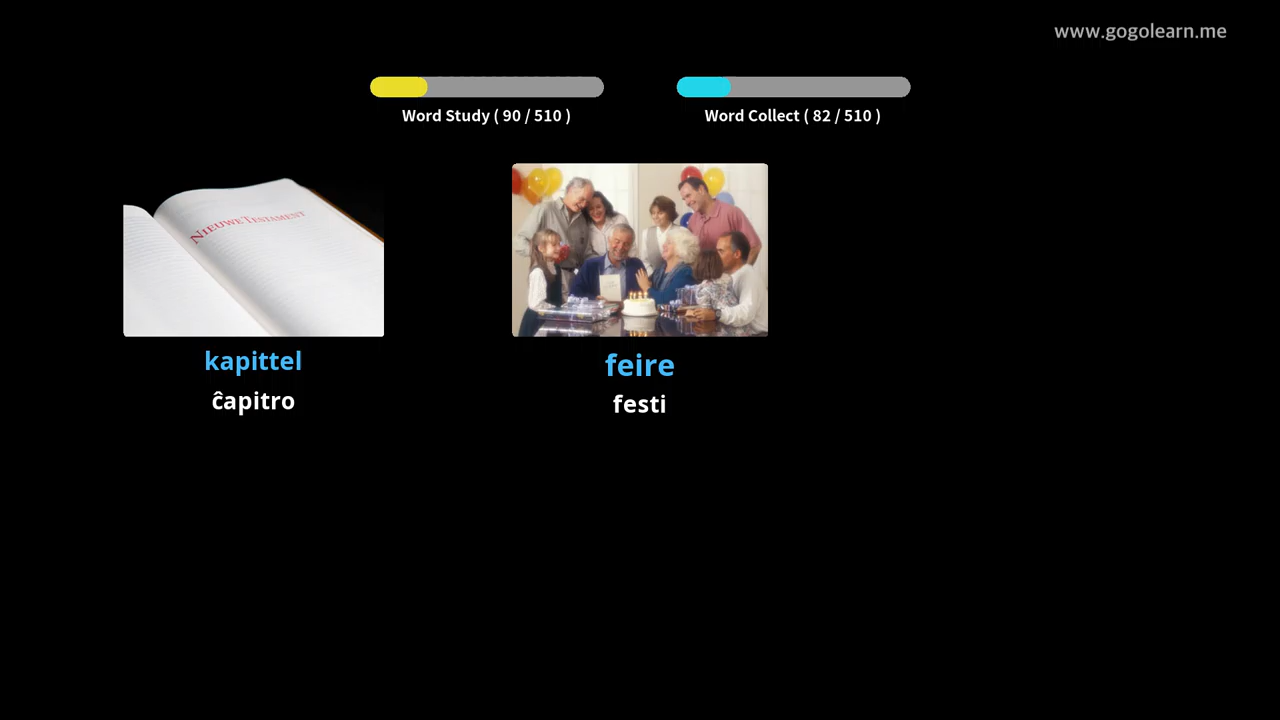 www.gogolearn.me
Word Study ( 90 / 510 )
Word Collect ( 82 / 510 )
NIEUWE TESTAMENT
kapittel
ĉapitro
feire
festi